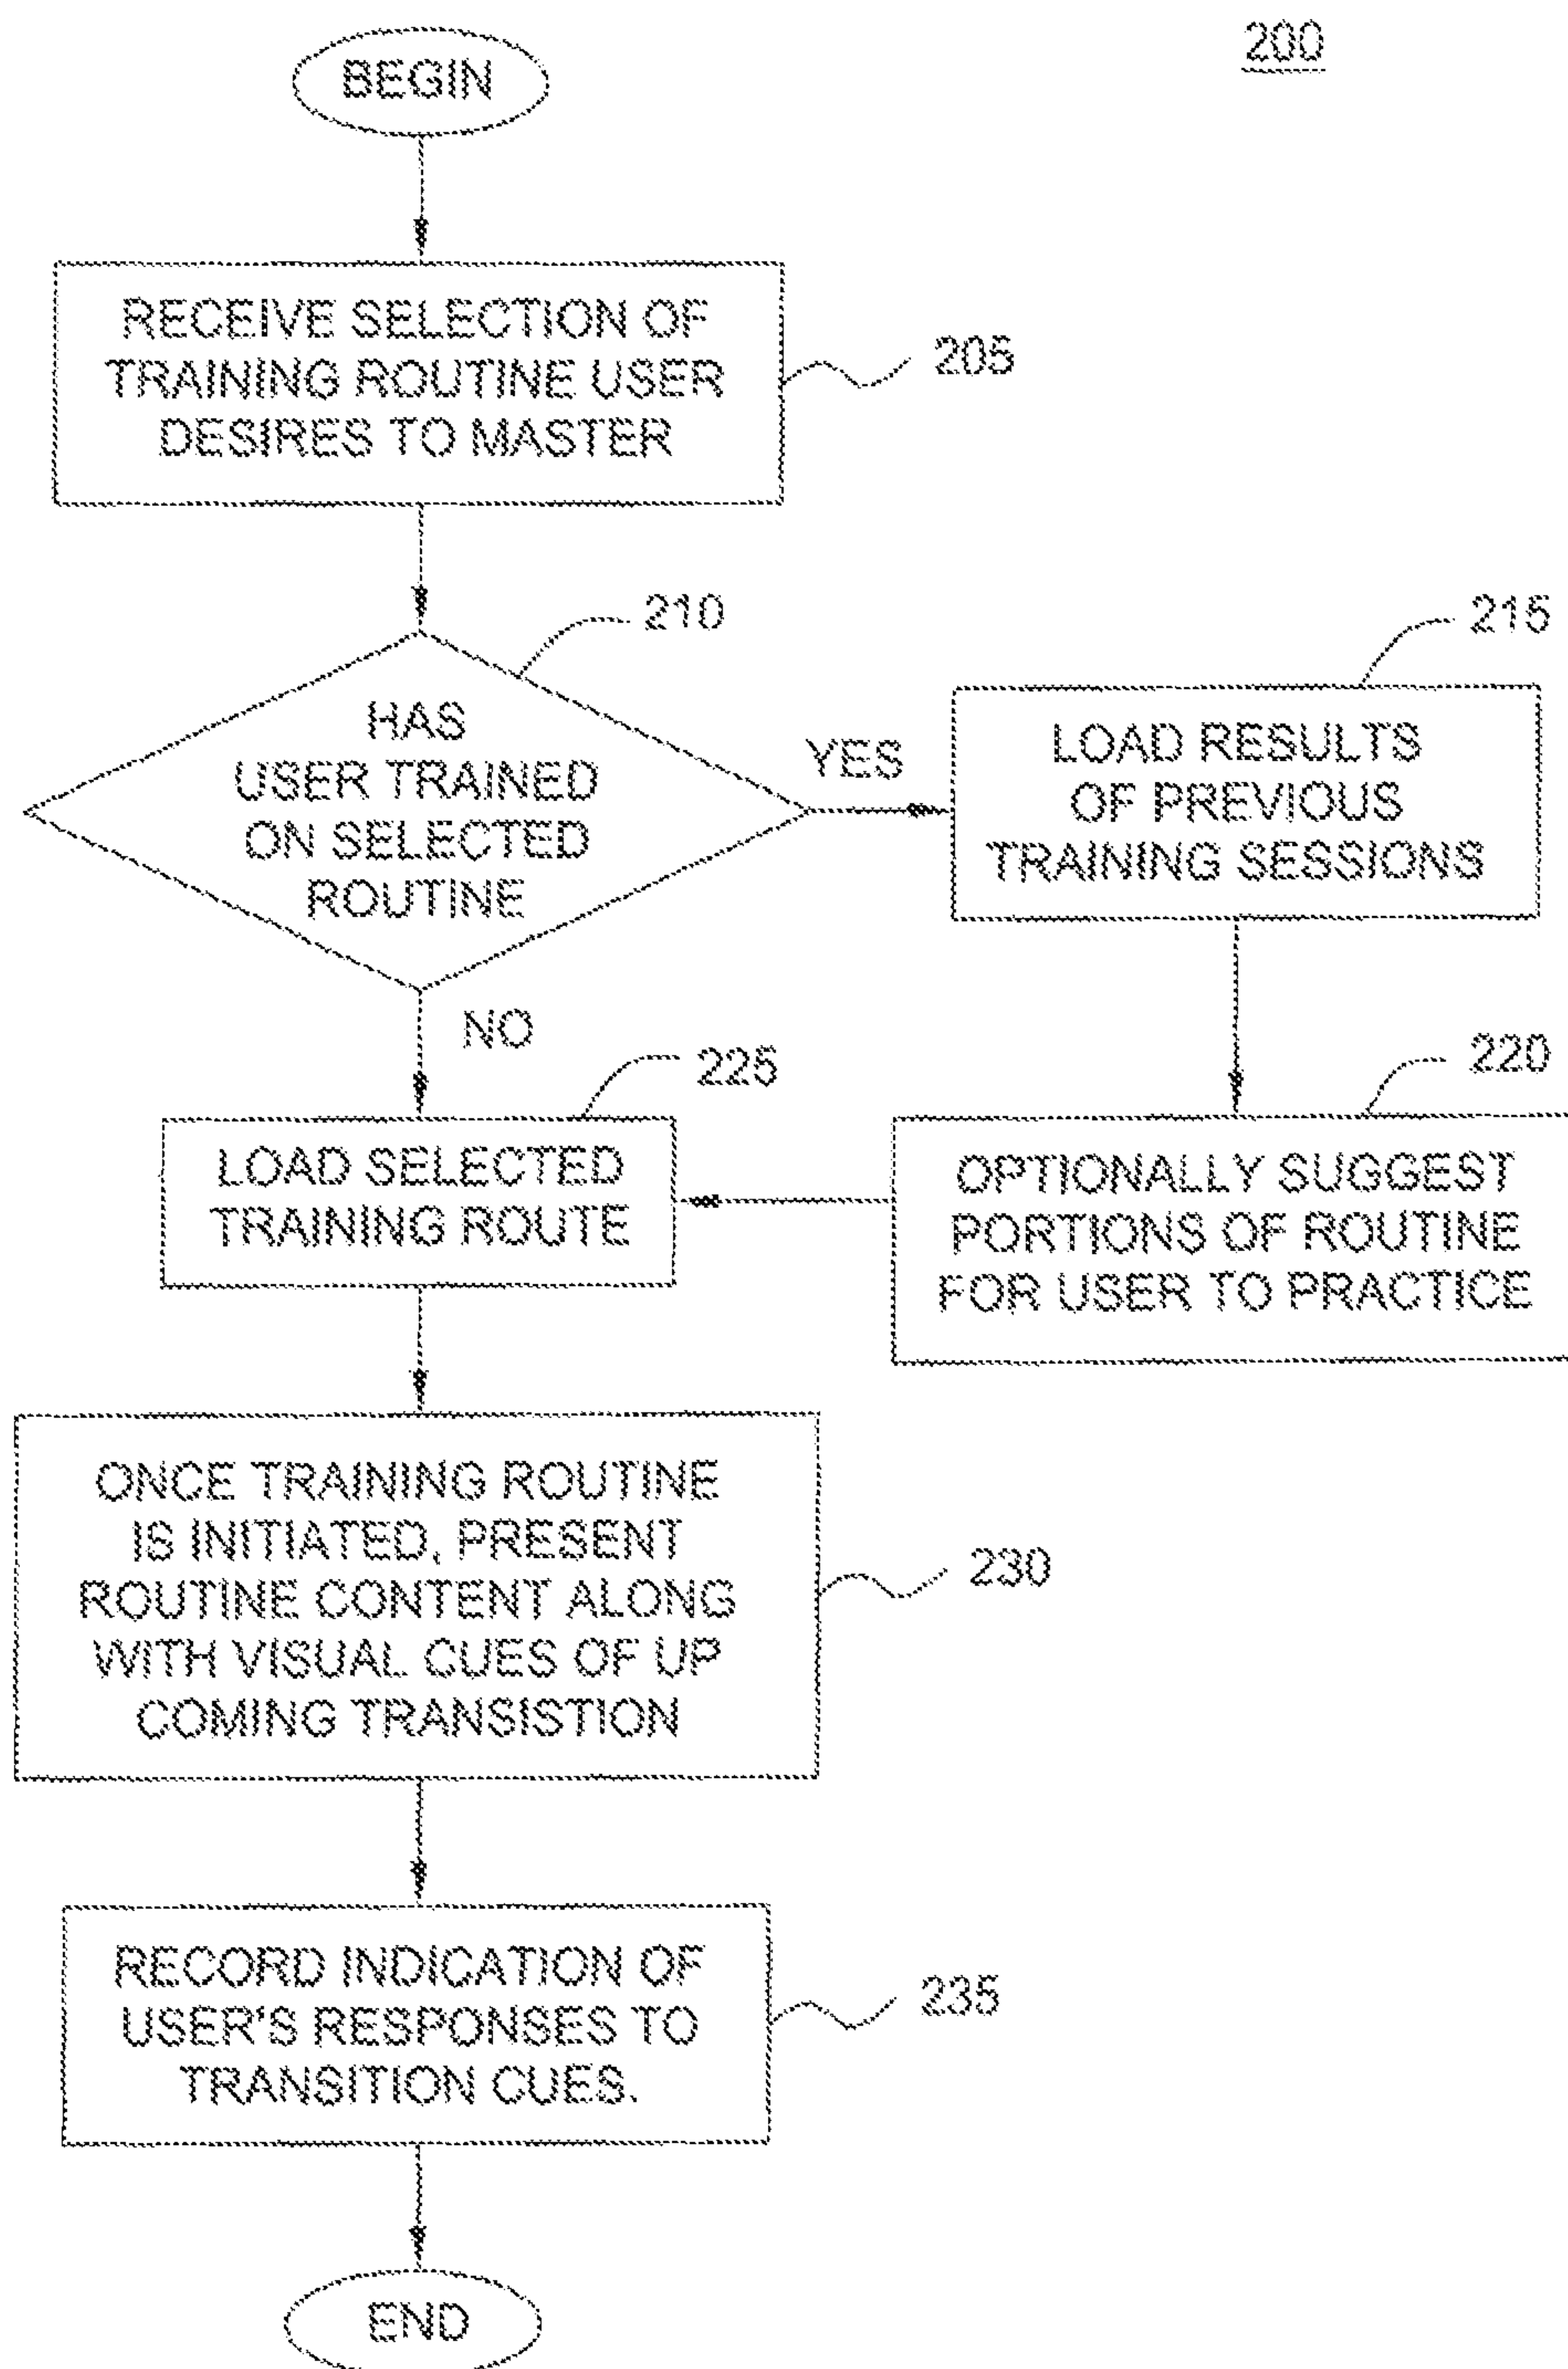 200
BEGIN
RECEIVE SELECTION OF
TRAINING ROUTINE USER
DESIRES TO MASTER
205
210
HAS
USER TRAINED
ON SELECTED
ROUTINE
YES
215
LOAD RESULTS
OF PREVIOUS
TRAINING SESSIONS
NO
225
LOAD SELECTED
TRAINING ROUTE
220
OPTIONALLY SUGGEST
PORTIONS OF ROUTINE
FOR USER TO PRACTICE
ONCE TRAINING ROUTINE
IS INITIATED, PRESENT
ROUTINE CONTENT ALONG
WITH VISUAL CUES OF UP
COMING TRANSISTION
230
RECORD INDICATION OF
USER'S RESPONSES TO
TRANSITION CUES.
235
END